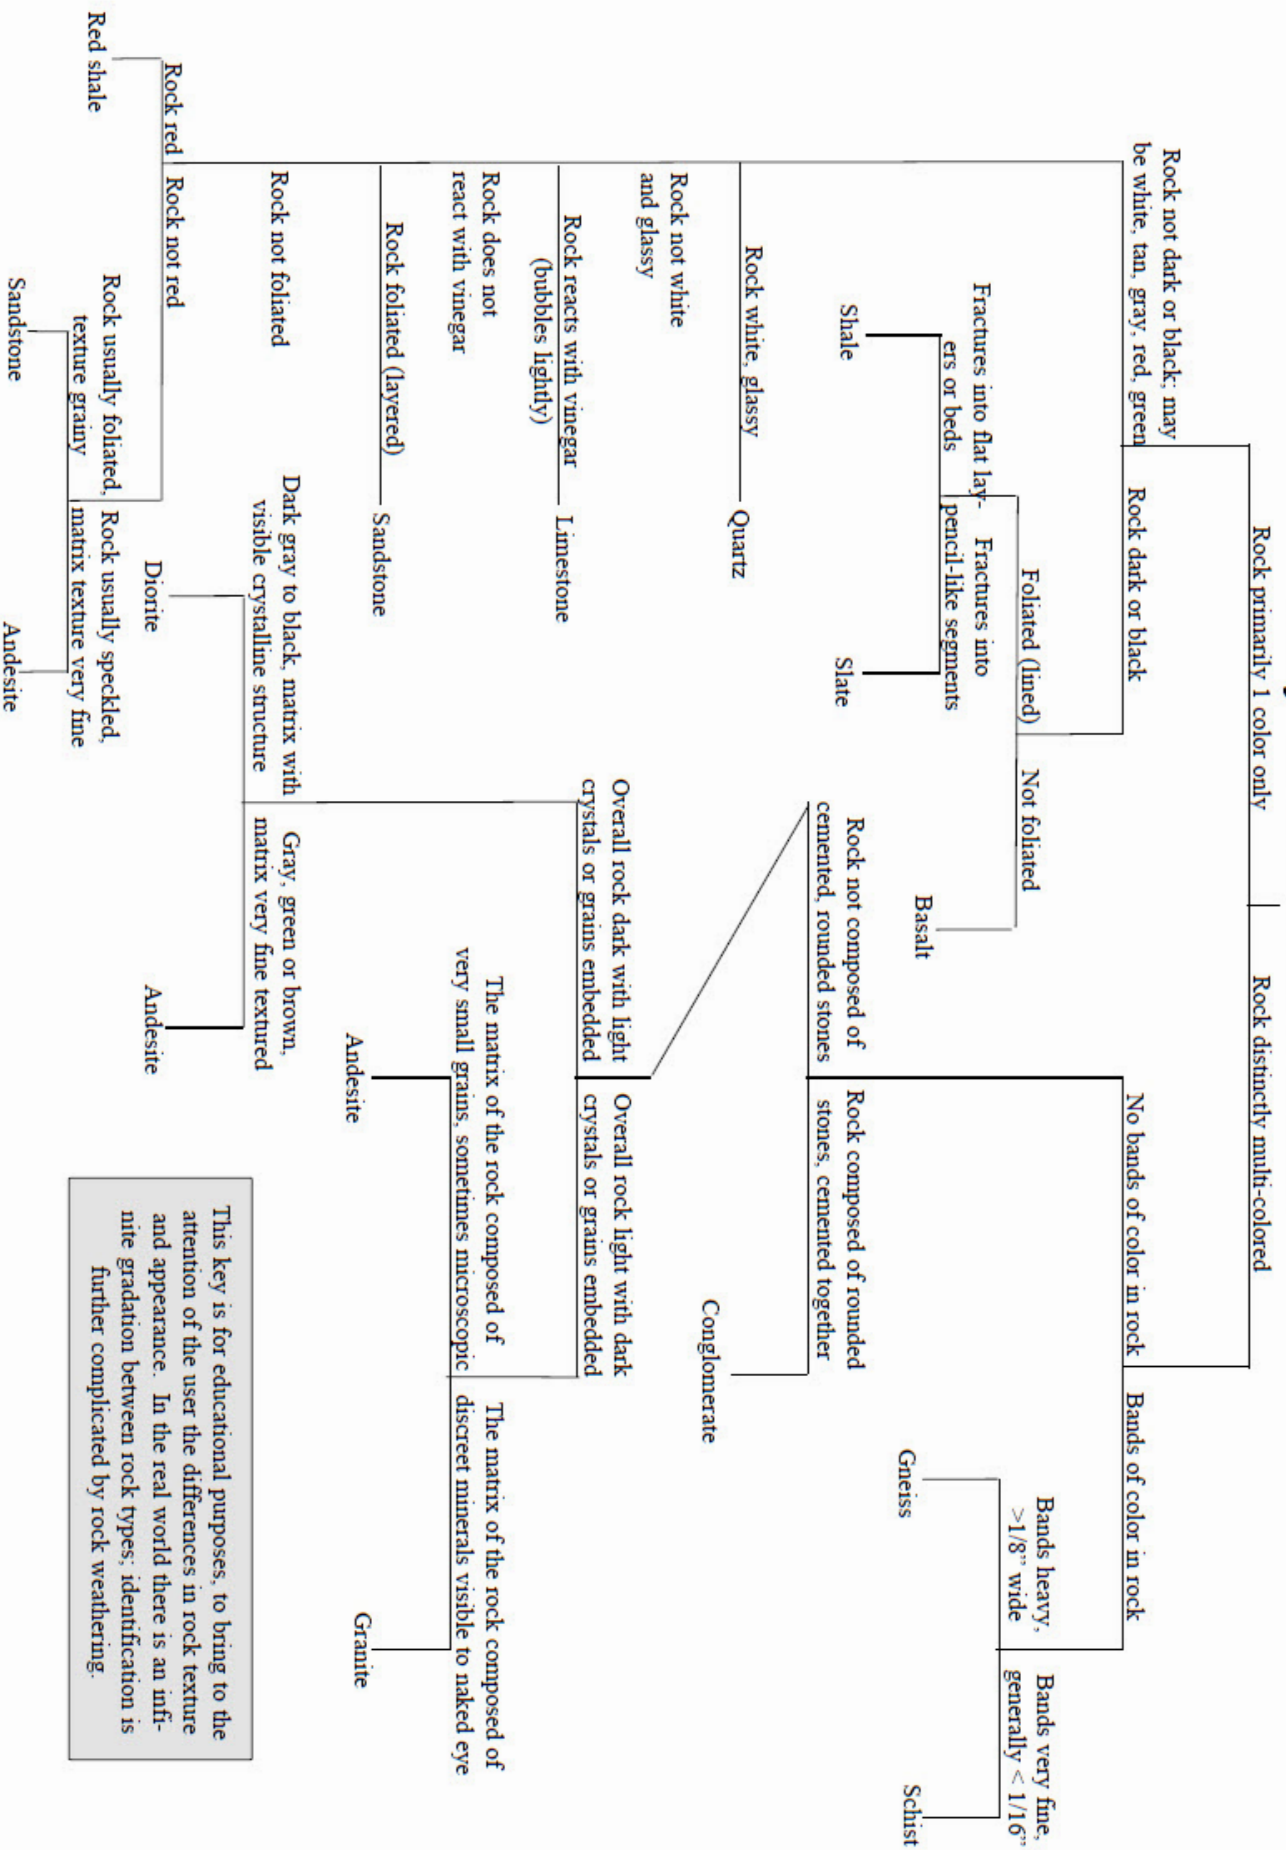 Rock primarily 1 color only
Rock distinctly multi-colored
Rock not dark or black; may
be white, tan, gray, red, green
Rock dark or black
No bands of color in rock
Bands of color in rock
Foliated (lined)
Not foliated
Bands heavy,
>1/8” wide
Bands very fine,
generally < 1/16”
Fractures into flat lay-
ers or beds
Fractures into
pencil-like segments
Basalt
Gneiss
Schist
Shale
Slate
Rock not composed of
cemented, rounded stones
Rock composed of rounded
stones, cemented together
Rock white, glassy
Quartz
Conglomerate
Rock not white
and glassy
Overall rock dark with light
crystals or grains embedded
Overall rock light with dark
crystals or grains embedded
Rock reacts with vinegar
(bubbles lightly)
Limestone
Rock does not
react with vinegar
The matrix of the rock composed of
very small grains, sometimes microscopic
The matrix of the rock composed of
discreet minerals visible to naked eye
Rock foliated (layered)
Sandstone
Andesite
Granite
Rock not foliated
Dark gray to black, matrix with
visible crystalline structure
Gray, green or brown,
matrix very fine textured
Rock red
Rock not red
Diorite
Andesite
Red shale
Rock usually foliated,
texture grainy
Rock usually speckled,
matrix texture very fine
Sandstone
Andesite
This key is for educational purposes, to bring to the
attention of the user the differences in rock texture
and appearance. In the real world there is an infi-
nite gradation between rock types; identification is
further complicated by rock weathering.